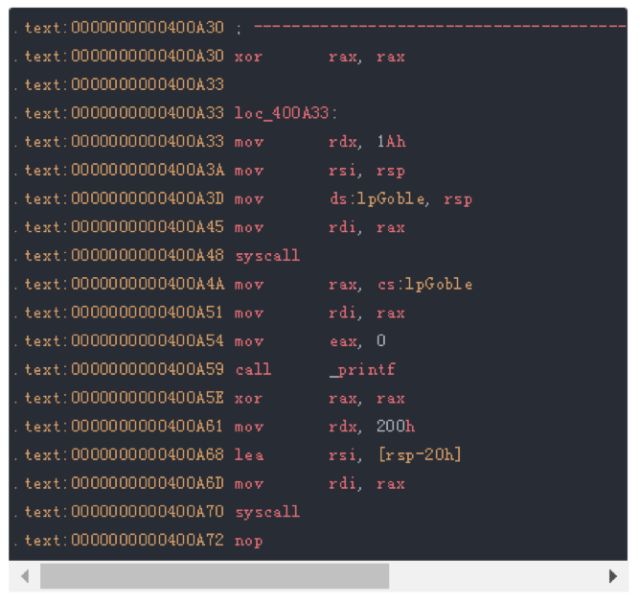 .text:0000000000400A30 ; -------------------------------------
.text:0000000000400A30 xor rax, rax
.text:0000000000400A33
.text:0000000000400A33 loc_400A33:
.text:0000000000400A33 mov rdx, 1Ah
.text:0000000000400A3A mov rsi, rsp
.text:0000000000400A3D mov ds:lpGoble, rsp
.text:0000000000400A45 mov rdi, rax
.text:0000000000400A48 syscall
.text:0000000000400A4A mov rax, cs:lpGoble
.text:0000000000400A51 mov rdi, rax
.text:0000000000400A54 mov eax, 0
.text:0000000000400A59 call _printf
.text:0000000000400A5E xor rax, rax
.text:0000000000400A61 mov rdx, 200h
.text:0000000000400A68 lea rsi, [rsp-20h]
.text:0000000000400A6D mov rdi, rax
.text:0000000000400A70 syscall
.text:0000000000400A72 nop